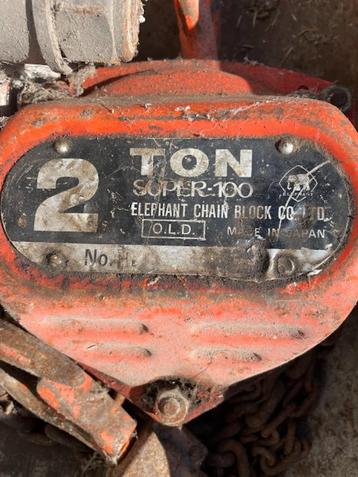 2 TON
SUPER-100
ELEPHANT CHAIN BLOCK CO. LTD.
O.L.D. MADE IN JAPAN
No.